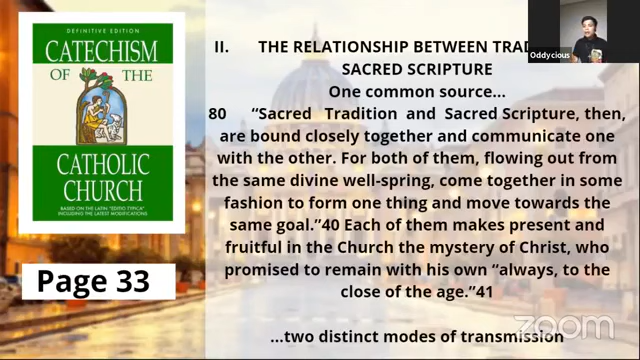 DEFINITIVE EDITION
CATECHISM
OF THE
CATHOLIC
CHURCH
BASED ON THE LATIN "EDITIO TYPICA"
INCLUDING THE LATEST MODIFICATIONS
Page 33
II. THE RELATIONSHIP BETWEEN
SACRED SCRIPTURE
One common source...
80 “Sacred Tradition and Sacred Scripture, then,
are bound closely together and communicate one
with the other. For both of them, flowing out from
the same divine well-spring, come together in some
fashion to form one thing and move towards the
same goal.”40 Each of them makes present and
fruitful in the Church the mystery of Christ, who
promised to remain with his own “always, to the
close of the age.”41
...two distinct modes of transmission
Oddycious
zoom